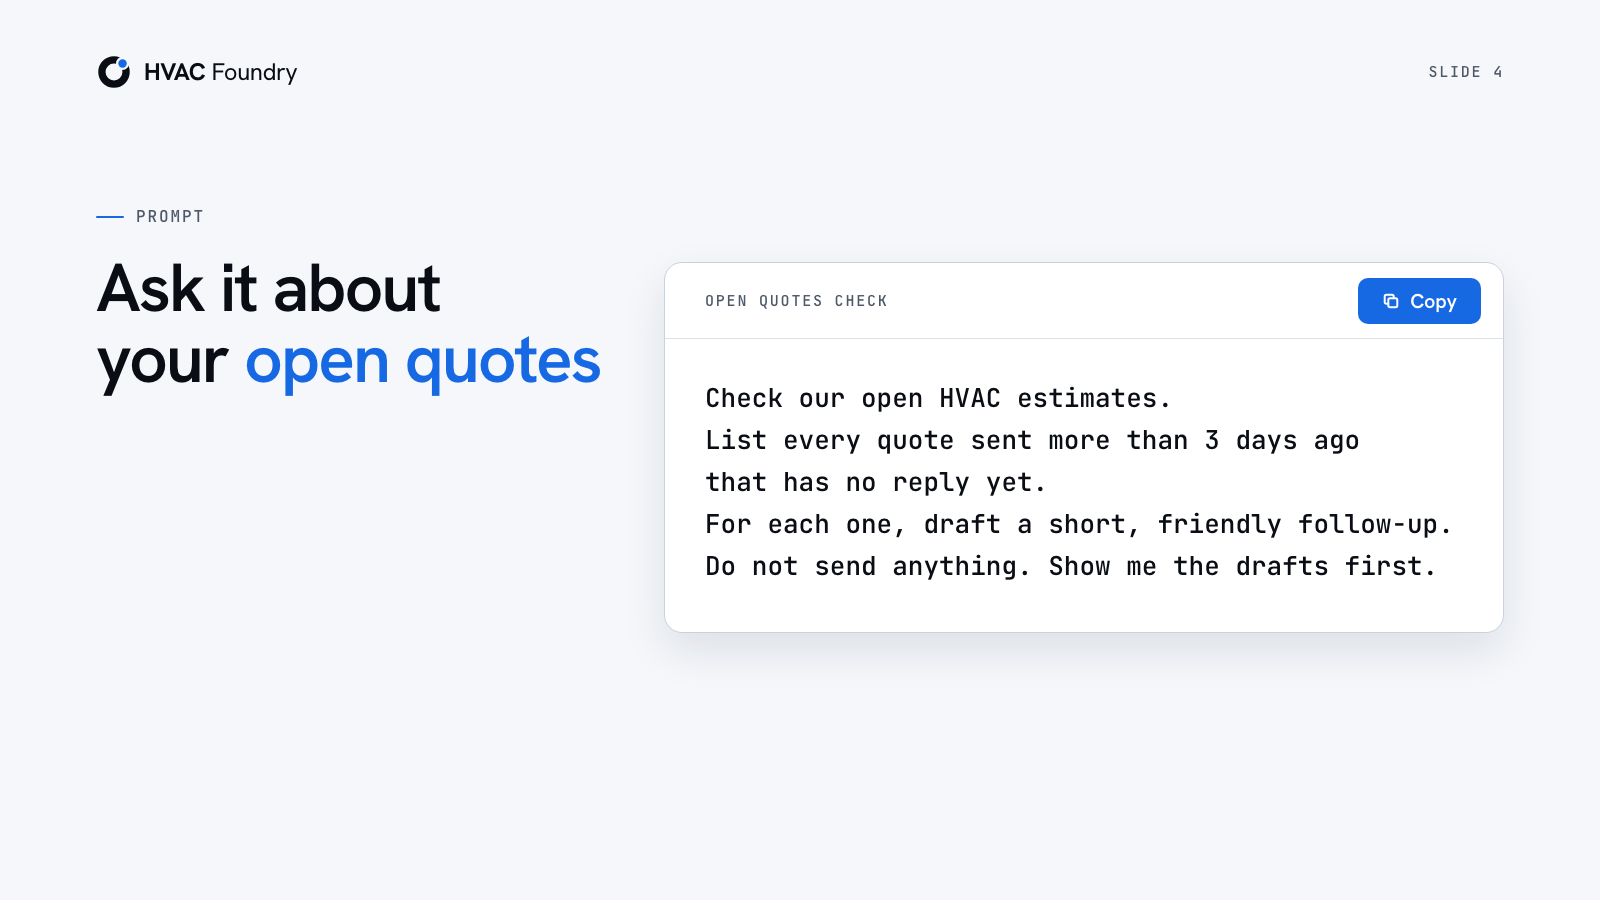 HVAC Foundry
SLIDE 4
PROMPT
Ask it about
your open quotes
OPEN QUOTES CHECK
Copy
Check our open HVAC estimates.
List every quote sent more than 3 days ago
that has no reply yet.
For each one, draft a short, friendly follow-up.
Do not send anything. Show me the drafts first.